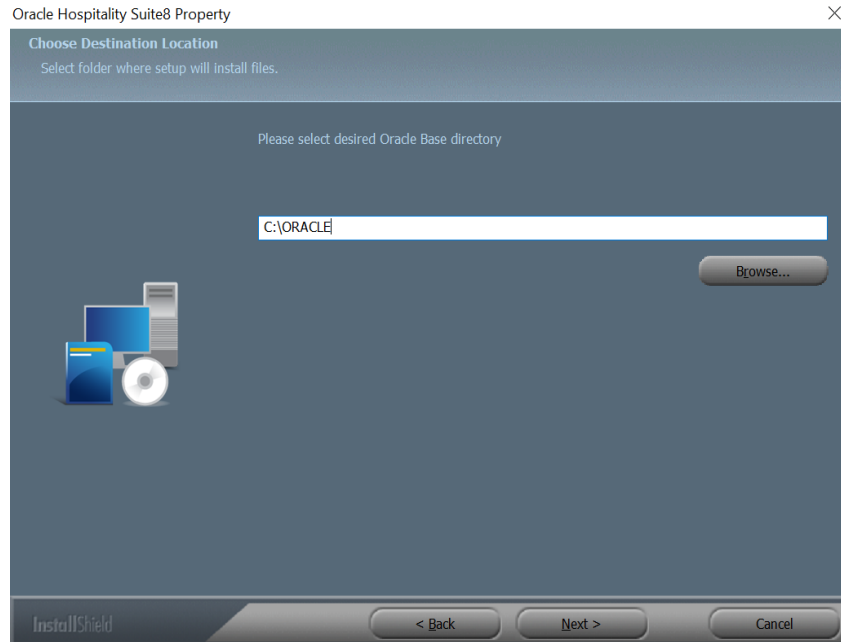 Oracle Hospitality Suite8 Property
Choose Destination Location
Select folder where setup will install files.
Please select desired Oracle Base directory
C:\ORACLE
Browse...
InstallShield
< Back
Next >
Cancel